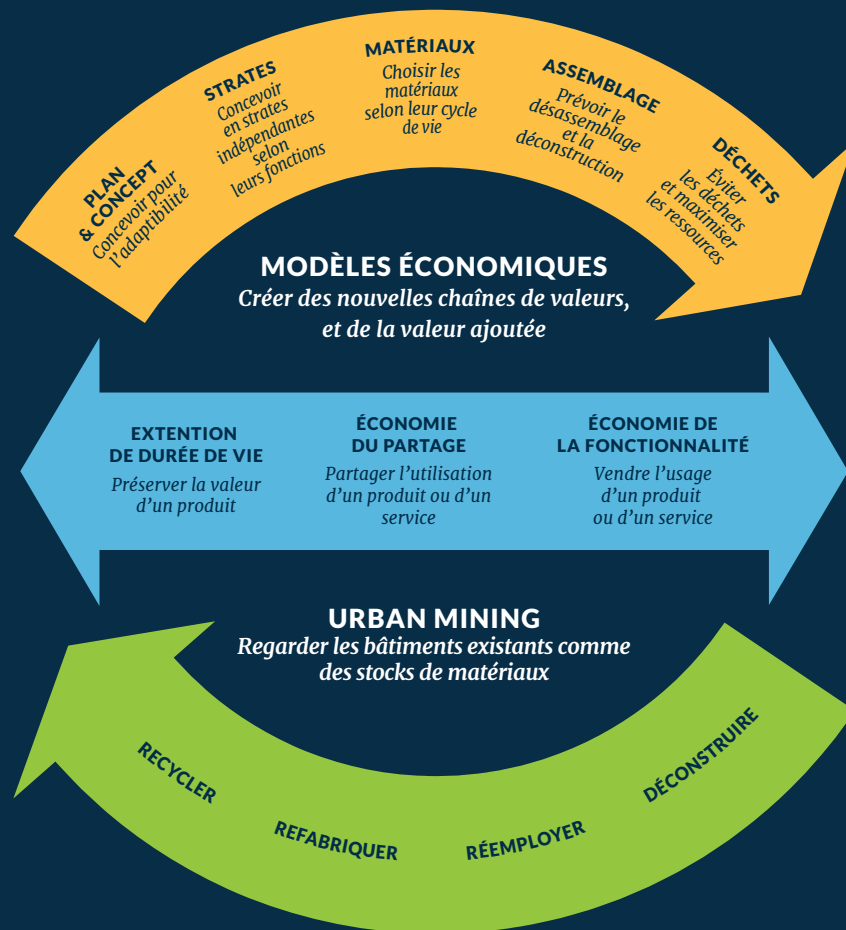 PLAN
& CONCEPT
Concevoir pour
l'adaptibilité
STRATES
Concevoir
en strates
indépendantes
selon
leurs fonctions
MATÉRIAUX
Choisir les
matériaux
selon leur cycle
de vie
ASSEMBLAGE
Prévoir le
désassemblage
et la
déconstruction
DÉCHETS
Éviter
les déchets
et maximiser
les ressources
MODÈLES ÉCONOMIQUES
Créer des nouvelles chaînes de valeurs,
et de la valeur ajoutée
EXTENTION
DE DURÉE DE VIE
Préserver la valeur
d'un produit
ÉCONOMIE
DU PARTAGE
Partager l'utilisation
d'un produit ou d'un
service
ÉCONOMIE DE
LA FONCTIONNALITÉ
Vendre l'usage
d'un produit
ou d'un service
URBAN MINING
Regarder les bâtiments existants comme
des stocks de matériaux
RECYCLER
REFABRIQUER
RÉEMPLOYER
DÉCONSTRUIRE